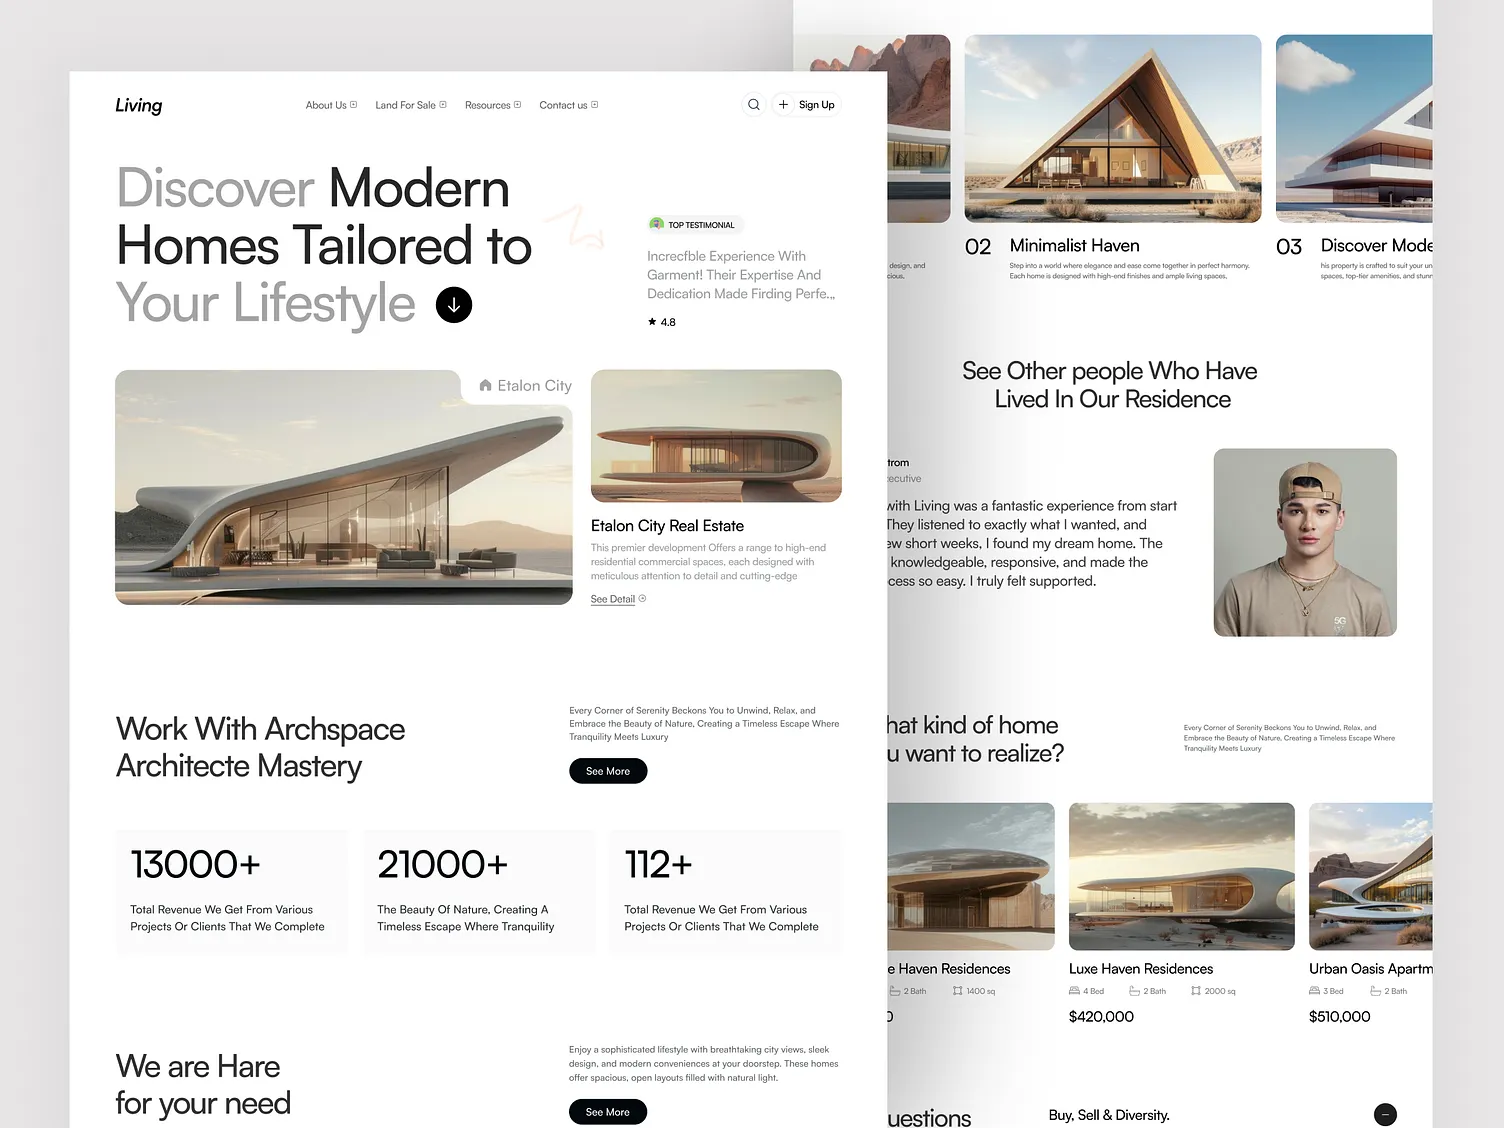 Living
About Us
Land For Sale
Resources
Contact us
Sign Up
Discover Modern
Homes Tailored to
Your Lifestyle
TOP TESTIMONIAL
Increcfble Experience With
Garment! Their Expertise And
Dedication Made Firding Perfe...
4.8
Etalon City
Etalon City Real Estate
This premier development Offers a range to high-end
residential commercial spaces, each designed with
meticulous attention to detail and cutting-edge
See Detail
Work With Archspace
Architecte Mastery
Every Corner of Serenity Beckons You to Unwind, Relax, and
Embrace the Beauty of Nature, Creating a Timeless Escape Where
Tranquility Meets Luxury
See More
13000+
Total Revenue We Get From Various
Projects Or Clients That We Complete
21000+
The Beauty Of Nature, Creating A
Timeless Escape Where Tranquility
112+
Total Revenue We Get From Various
Projects Or Clients That We Complete
We are Hare
for your need
Enjoy a sophisticated lifestyle with breathtaking city views, sleek
design, and modern conveniences at your doorstep. These homes
offer spacious, open layouts filled with natural light.
See More
design, and
cious.
02
Minimalist Haven
Step into a world where elegance and ease come together in perfect harmony.
Each home is designed with high-end finishes and ample living spaces,
03
Discover Mode
his property is crafted to suit your un
spaces, top-tier amenities, and stunn
See Other people Who Have
Lived In Our Residence
trom
ecutive
with Living was a fantastic experience from start
They listened to exactly what I wanted, and
ew short weeks, I found my dream home. The
knowledgeable, responsive, and made the
cess so easy. I truly felt supported.
5G
hat kind of home
u want to realize?
Every Corner of Serenity Beckons You to Unwind, Relax, and
Embrace the Beauty of Nature, Creating a Timeless Escape Where
Tranquility Meets Luxury
e Haven Residences
2 Bath
1400 sq
0
Luxe Haven Residences
4 Bed
2 Bath
2000 sq
$420,000
Urban Oasis Apartm
3 Bed
2 Bath
$510,000
uestions
Buy, Sell & Diversity.